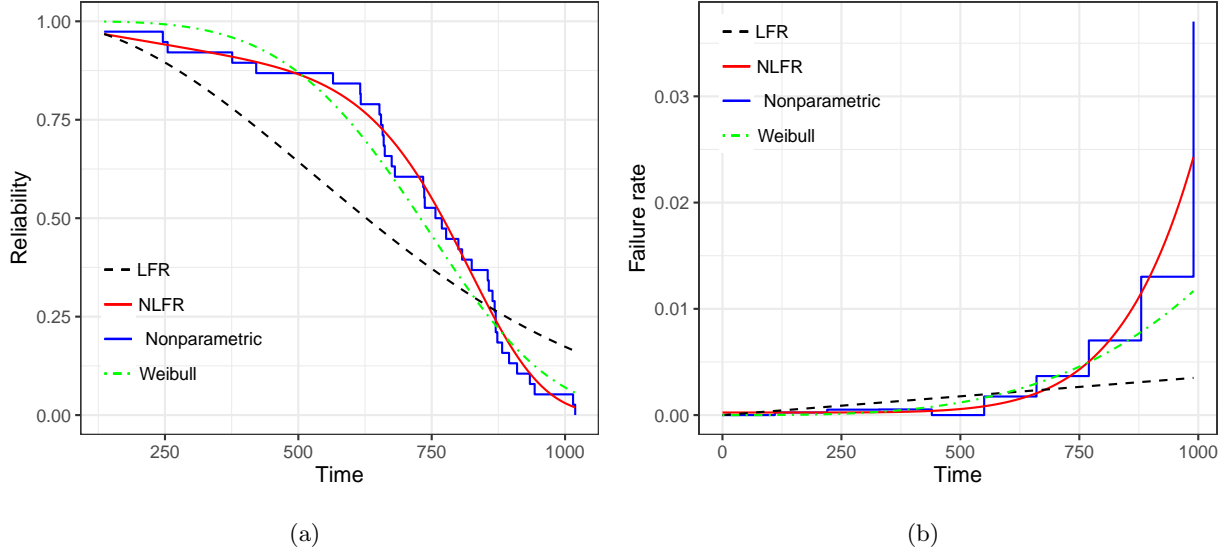 1.00
0.75
0.50
0.25
0.00
Reliability
LFR
NLFR
Nonparametric
Weibull
250
500
750
1000
Time
(a)
0.03
0.02
0.01
0.00
Failure rate
LFR
NLFR
Nonparametric
Weibull
0
250
500
750
1000
Time
(b)